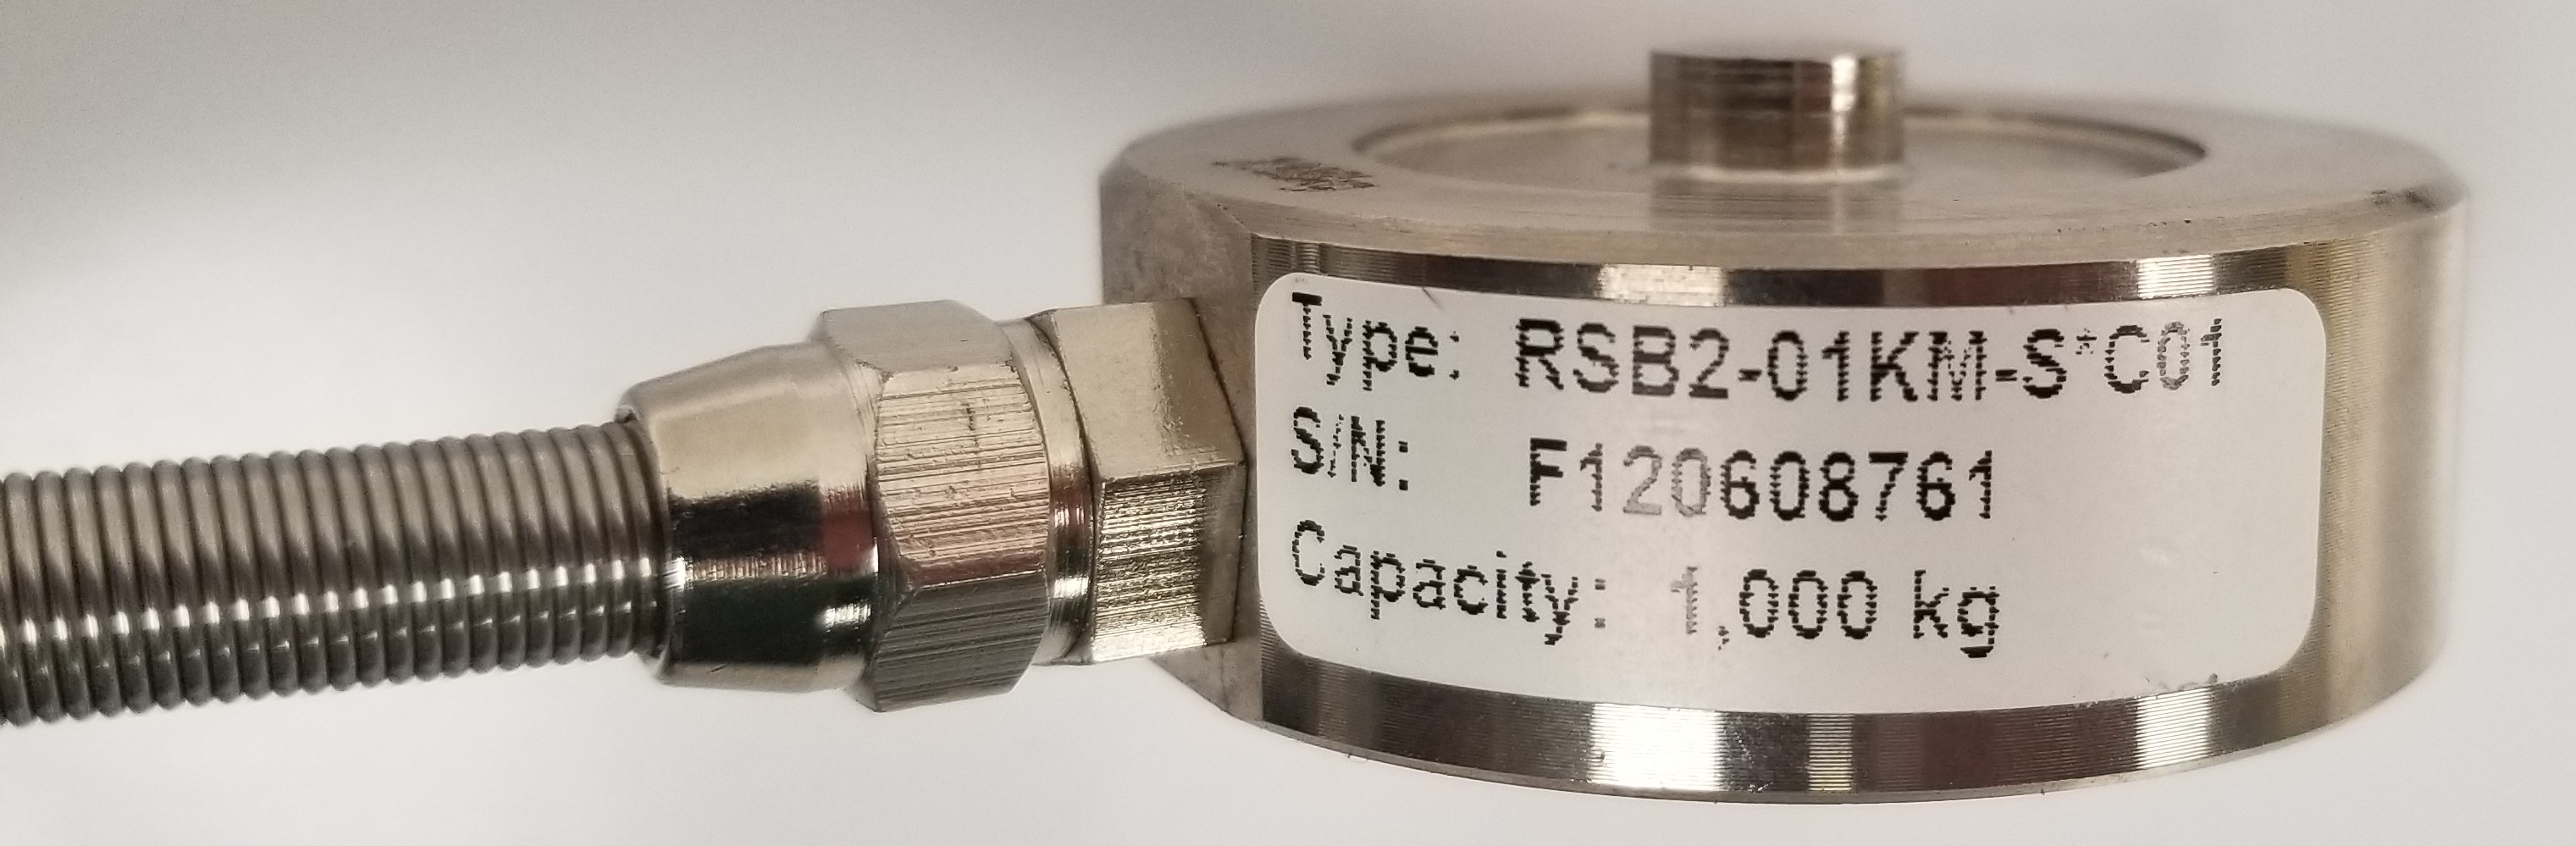 Type: RSB2-01KM-S*C01
S/N: F120608761
Capacity: 1,000 kg